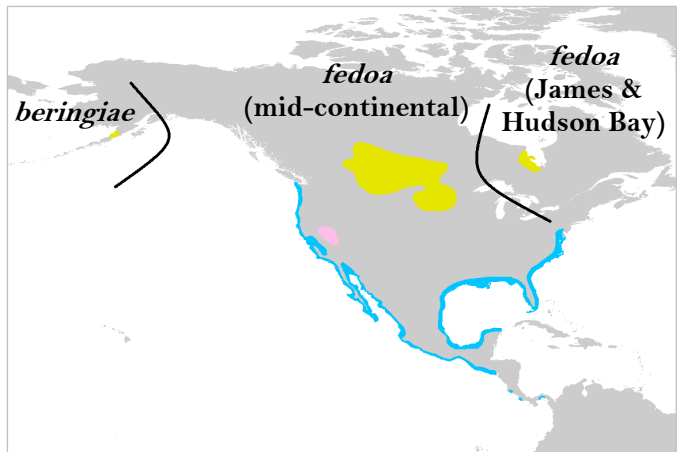 beringiae
fedoa
(mid-continental)
fedoa
(James &
Hudson Bay)